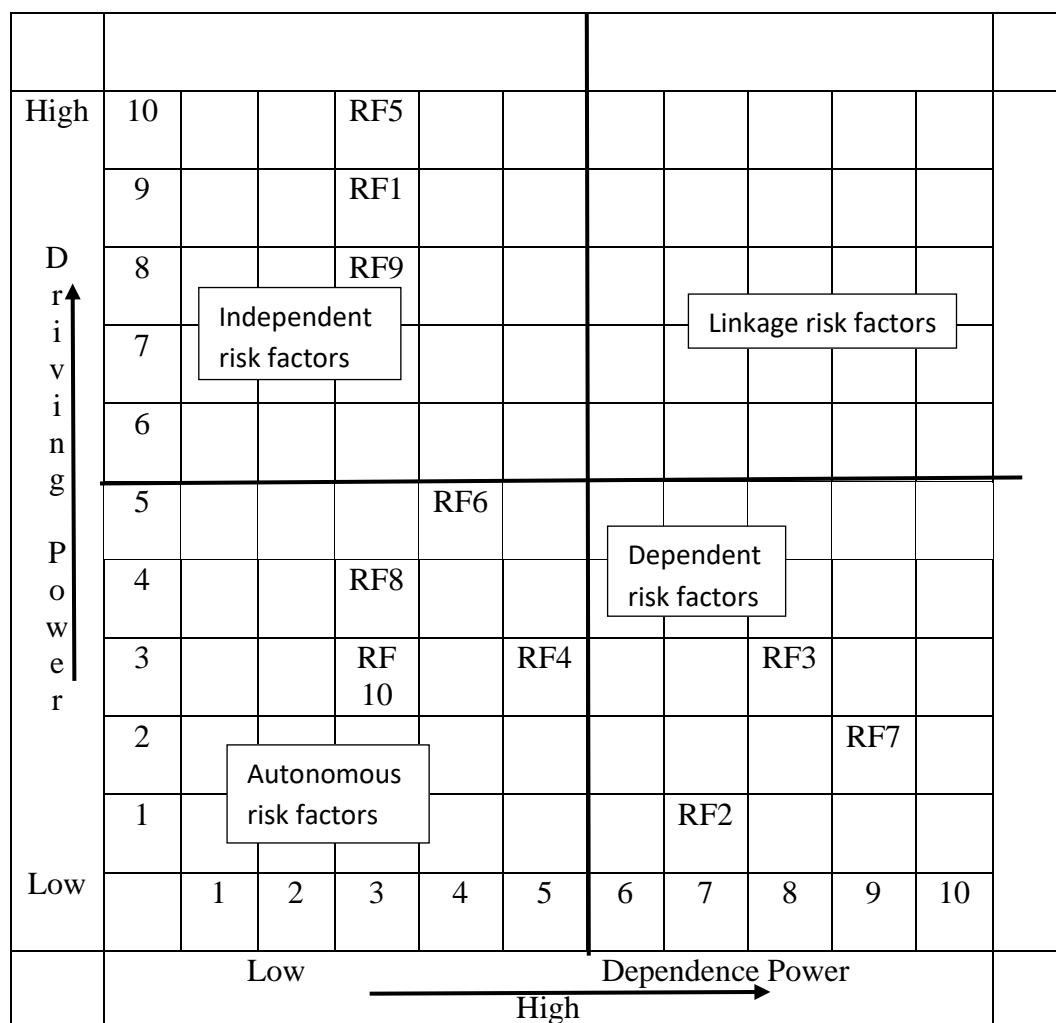 High 10 RF5
9 RF1
D
r
i
v
i
n
g
P
o
w
e
r
8 RF9
Independent
risk factors
Linkage risk factors
7
6
5 RF6
Dependent
risk factors
4 RF8
3 RF
10 RF4 RF3
2 RF7
Autonomous
risk factors
1 RF2
Low 1 2 3 4 5 6 7 8 9 10
Low Dependence Power
High